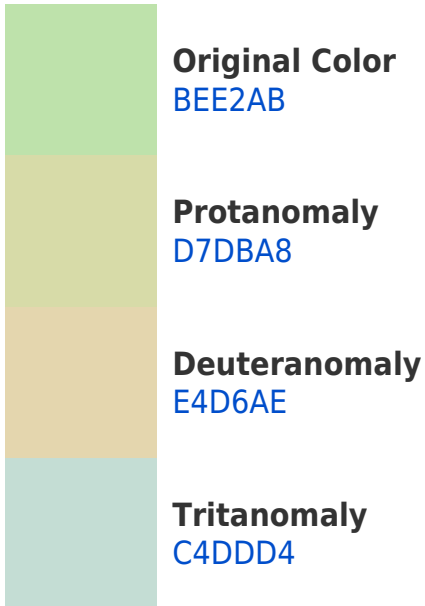 Original Color
BEE2AB
Protanomaly
D7DBA8
Deuteranomaly
E4D6AE
Tritanomaly
C4DDD4